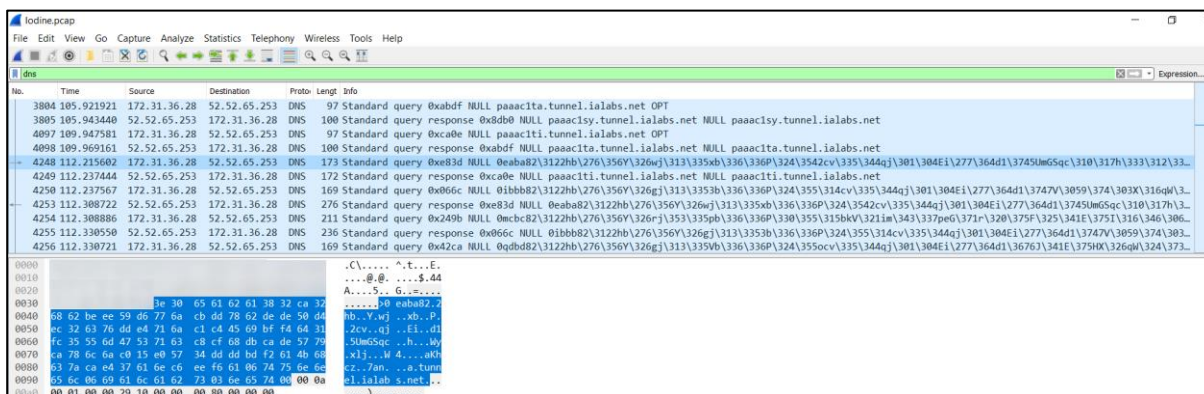 Iodine.pcap
File Edit View Go Capture Analyze Statistics Telephony Wireless Tools Help
dns
Expression...
No. Time Source Destination Proto Lengt Info
3804 105.921921 172.31.36.28 52.52.65.253 DNS 97 Standard query 0xabdf NULL paaac1ta.tunnel.ialabs.net OPT
3805 105.943440 52.52.65.253 172.31.36.28 DNS 100 Standard query response 0x8db0 NULL paaac1sy.tunnel.ialabs.net NULL paaac1sy.tunnel.ialabs.net
4097 109.947581 172.31.36.28 52.52.65.253 DNS 97 Standard query 0xca0e NULL paaac1ti.tunnel.ialabs.net OPT
4098 109.969161 52.52.65.253 172.31.36.28 DNS 100 Standard query response 0xabdf NULL paaac1ta.tunnel.ialabs.net NULL paaac1ta.tunnel.ialabs.net
4248 112.215602 172.31.36.28 52.52.65.253 DNS 173 Standard query 0xe83d NULL 0eaba82\3122hb\276\356Y\326wj\313\335xb\336\336P\324\3542cv\335\344qj\301\304Ei\277\364d1\3745UmGSqc\310\317h\333\312\33...
4249 112.237444 52.52.65.253 172.31.36.28 DNS 172 Standard query response 0xca0e NULL paaac1ti.tunnel.ialabs.net NULL paaac1ti.tunnel.ialabs.net
4250 112.237567 172.31.36.28 52.52.65.253 DNS 169 Standard query 0x066c NULL 0ibbb82\3122hb\276\356Y\326gj\313\3353b\336\336P\324\355\314cv\335\344qj\301\304Ei\277\364d1\3747V\3059\374\303X\316qW\3...
4253 112.308722 52.52.65.253 172.31.36.28 DNS 276 Standard query response 0xe83d NULL 0eaba82\3122hb\276\356Y\326wj\313\335xb\336\336P\324\3542cv\335\344qj\301\304Ei\277\364d1\3745UmGSqc\310\317h\3...
4254 112.308886 172.31.36.28 52.52.65.253 DNS 211 Standard query 0x249b NULL 0mcbc82\3122hb\276\356Y\326rj\353\335pb\336\336P\330\355\315bkV\321im\343\337peG\371r\320\375F\325\341E\375I\316\346\306...
4255 112.330550 52.52.65.253 172.31.36.28 DNS 236 Standard query response 0x066c NULL 0ibbb82\3122hb\276\356Y\326gj\313\3353b\336\336P\324\355\314cv\335\344qj\301\304Ei\277\364d1\3747V\3059\374\303...
4256 112.330721 172.31.36.28 52.52.65.253 DNS 169 Standard query 0x42ca NULL 0qdbd82\3122hb\276\356Y\326gj\313\335Vb\336\336P\324\355ocv\335\344qj\301\304Ei\277\364d1\3676J\341E\375HX\326qW\324\373...
0000 .C\..... ^.t...E.
0010 ....@.@. ....$.44
0020 A....5.. G..=....
0030 3e 30 65 61 62 61 38 32 ca 32 ......>0 eaba82.2
0040 68 62 be ee 59 d6 77 6a cb dd 78 62 de de 50 d4 hb..Y.wj ..xb..P.
0050 ec 32 63 76 dd e4 71 6a c1 c4 45 69 bf f4 64 31 .2cv..qj ..Ei..d1
0060 fc 35 55 6d 47 53 71 63 c8 cf 68 db ca de 57 79 .5UmGSqc ..h...Wy
0070 ca 78 6c 6a c0 15 e0 57 34 dd dd bd f2 61 4b 68 .xlj...W 4....aKh
0080 63 7a ca e4 37 61 6e c6 ee f6 61 06 74 75 6e 6e cz..7an. ..a.tunn
0090 65 6c 06 69 61 6c 61 62 73 03 6e 65 74 00 00 0a el.ialab s.net...
00a0 00 01 00 00 29 10 00 00 00 80 00 00 00 ....)... .....